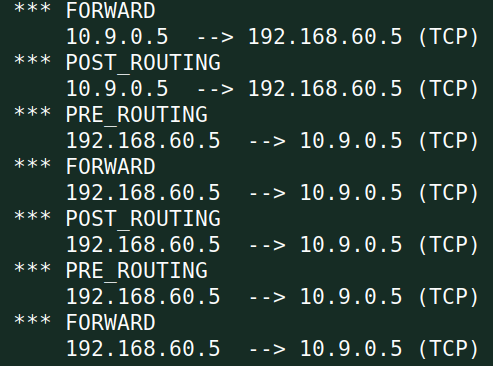 *** FORWARD
    10.9.0.5  --> 192.168.60.5 (TCP)
*** POST_ROUTING
    10.9.0.5  --> 192.168.60.5 (TCP)
*** PRE_ROUTING
    192.168.60.5  --> 10.9.0.5 (TCP)
*** FORWARD
    192.168.60.5  --> 10.9.0.5 (TCP)
*** POST_ROUTING
    192.168.60.5  --> 10.9.0.5 (TCP)
*** PRE_ROUTING
    192.168.60.5  --> 10.9.0.5 (TCP)
*** FORWARD
    192.168.60.5  --> 10.9.0.5 (TCP)